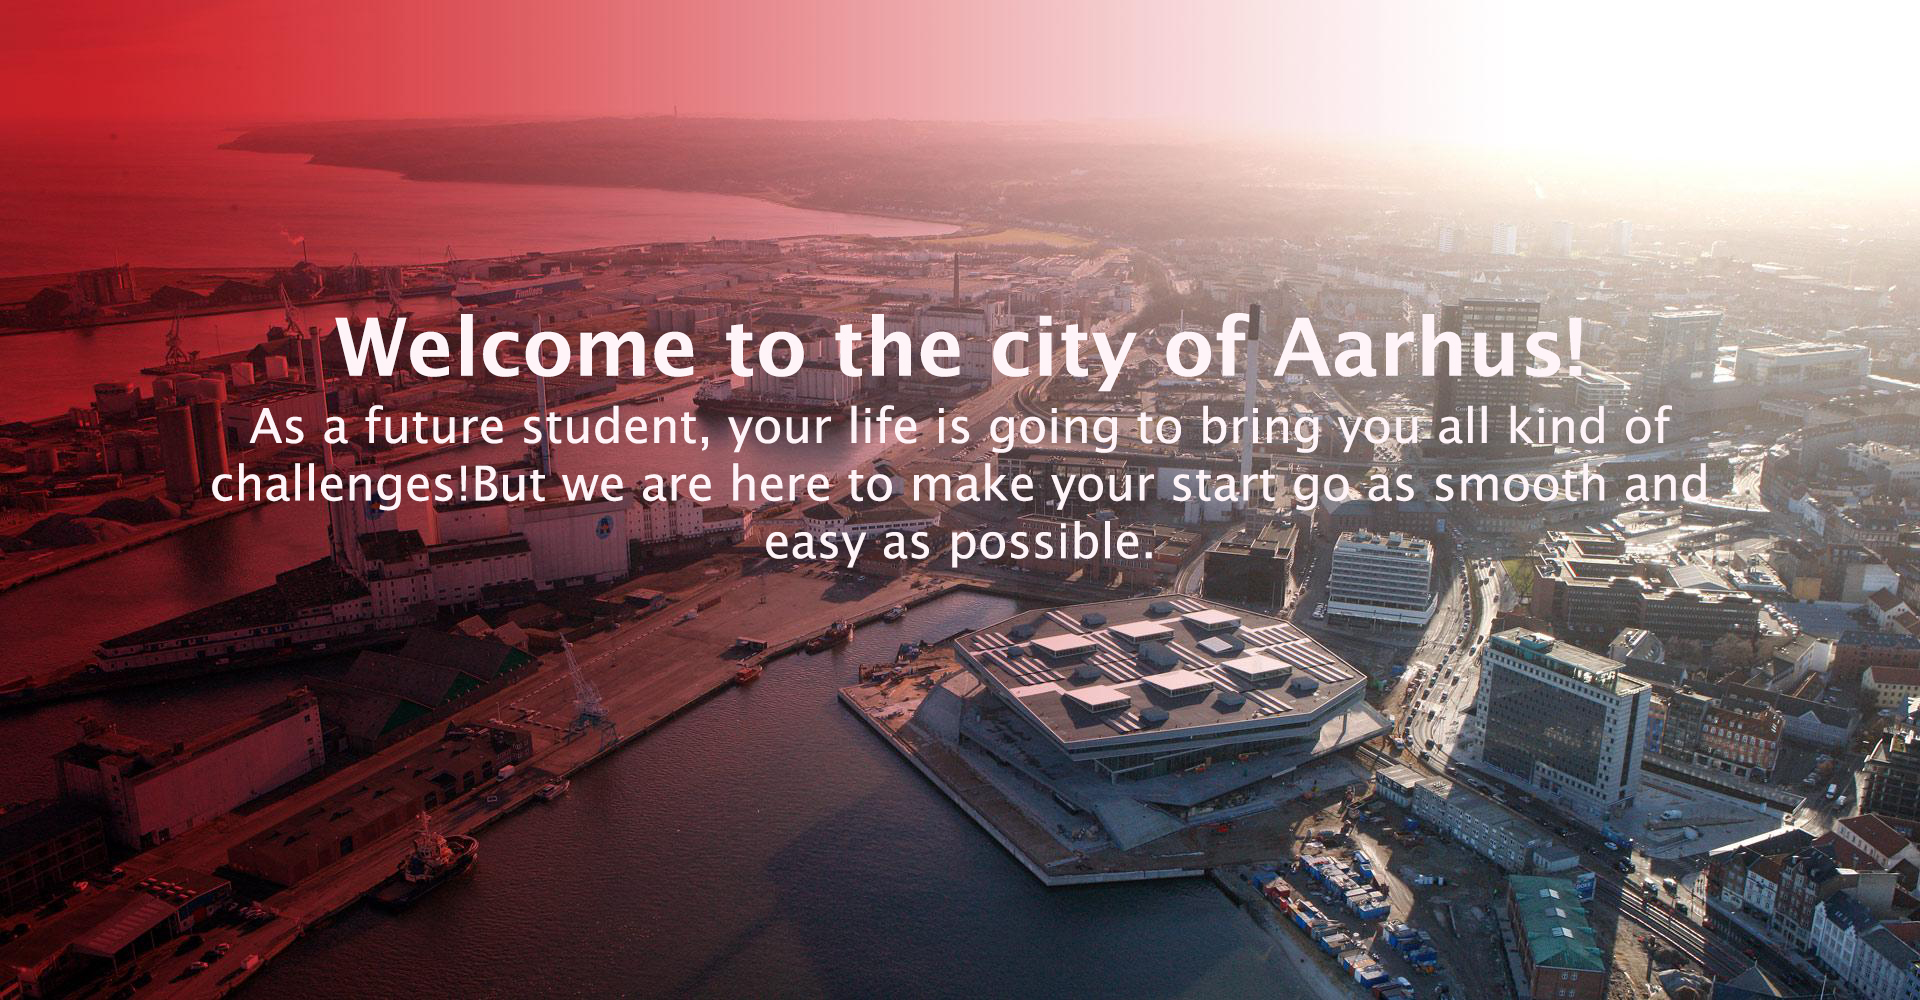 Finnlines
Welcome to the city of Aarhus!
As a future student, your life is going to bring you all kind of
challenges!But we are here to make your start go as smooth and
easy as possible.